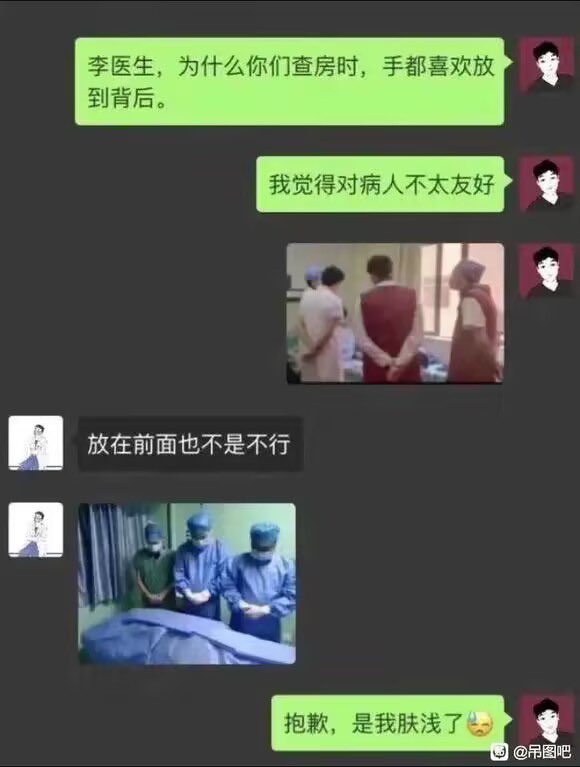 李医生，为什么你们查房时，手都喜欢放
到背后。
我觉得对病人不太友好
放在前面也不是不行
抱歉，是我肤浅了😓
@吊图吧